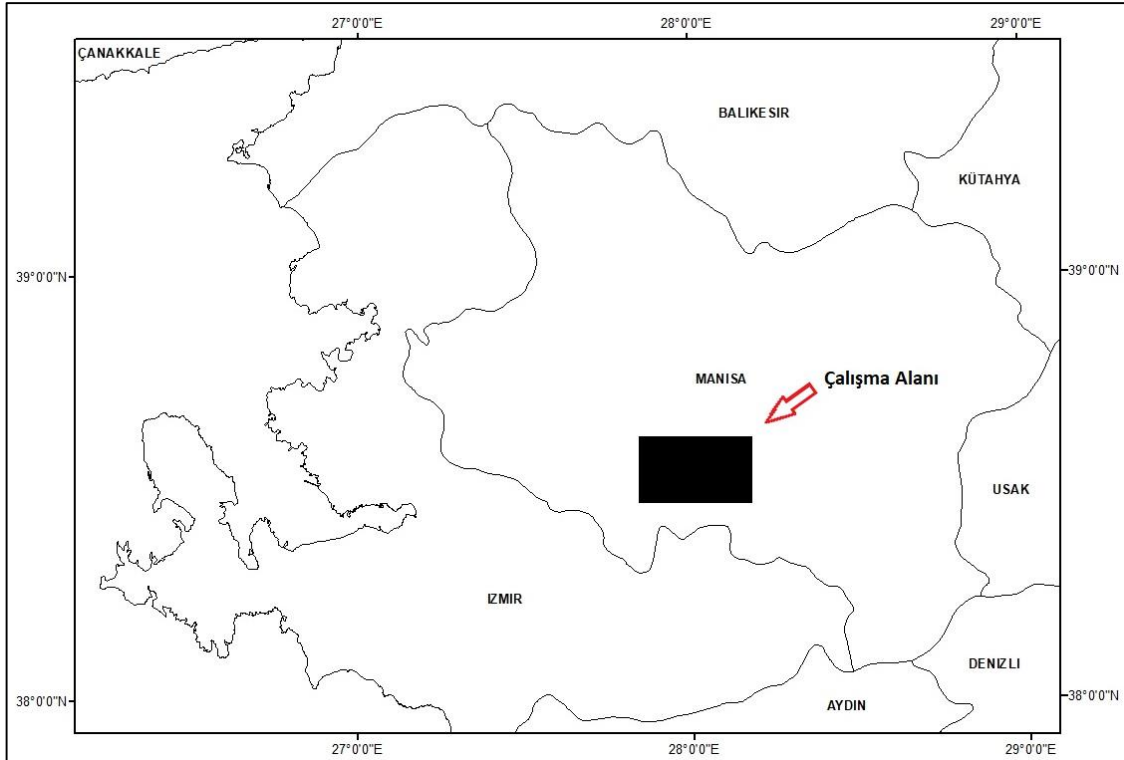 27°0'0"E
28°0'0"E
29°0'0"E
ÇANAKKALE
BALIKESIR
KÜTAHYA
39°0'0"N
39°0'0"N
MANISA
Çalışma Alanı
USAK
IZMIR
DENIZLI
38°0'0"N
38°0'0"N
AYDIN
27°0'0"E
28°0'0"E
29°0'0"E